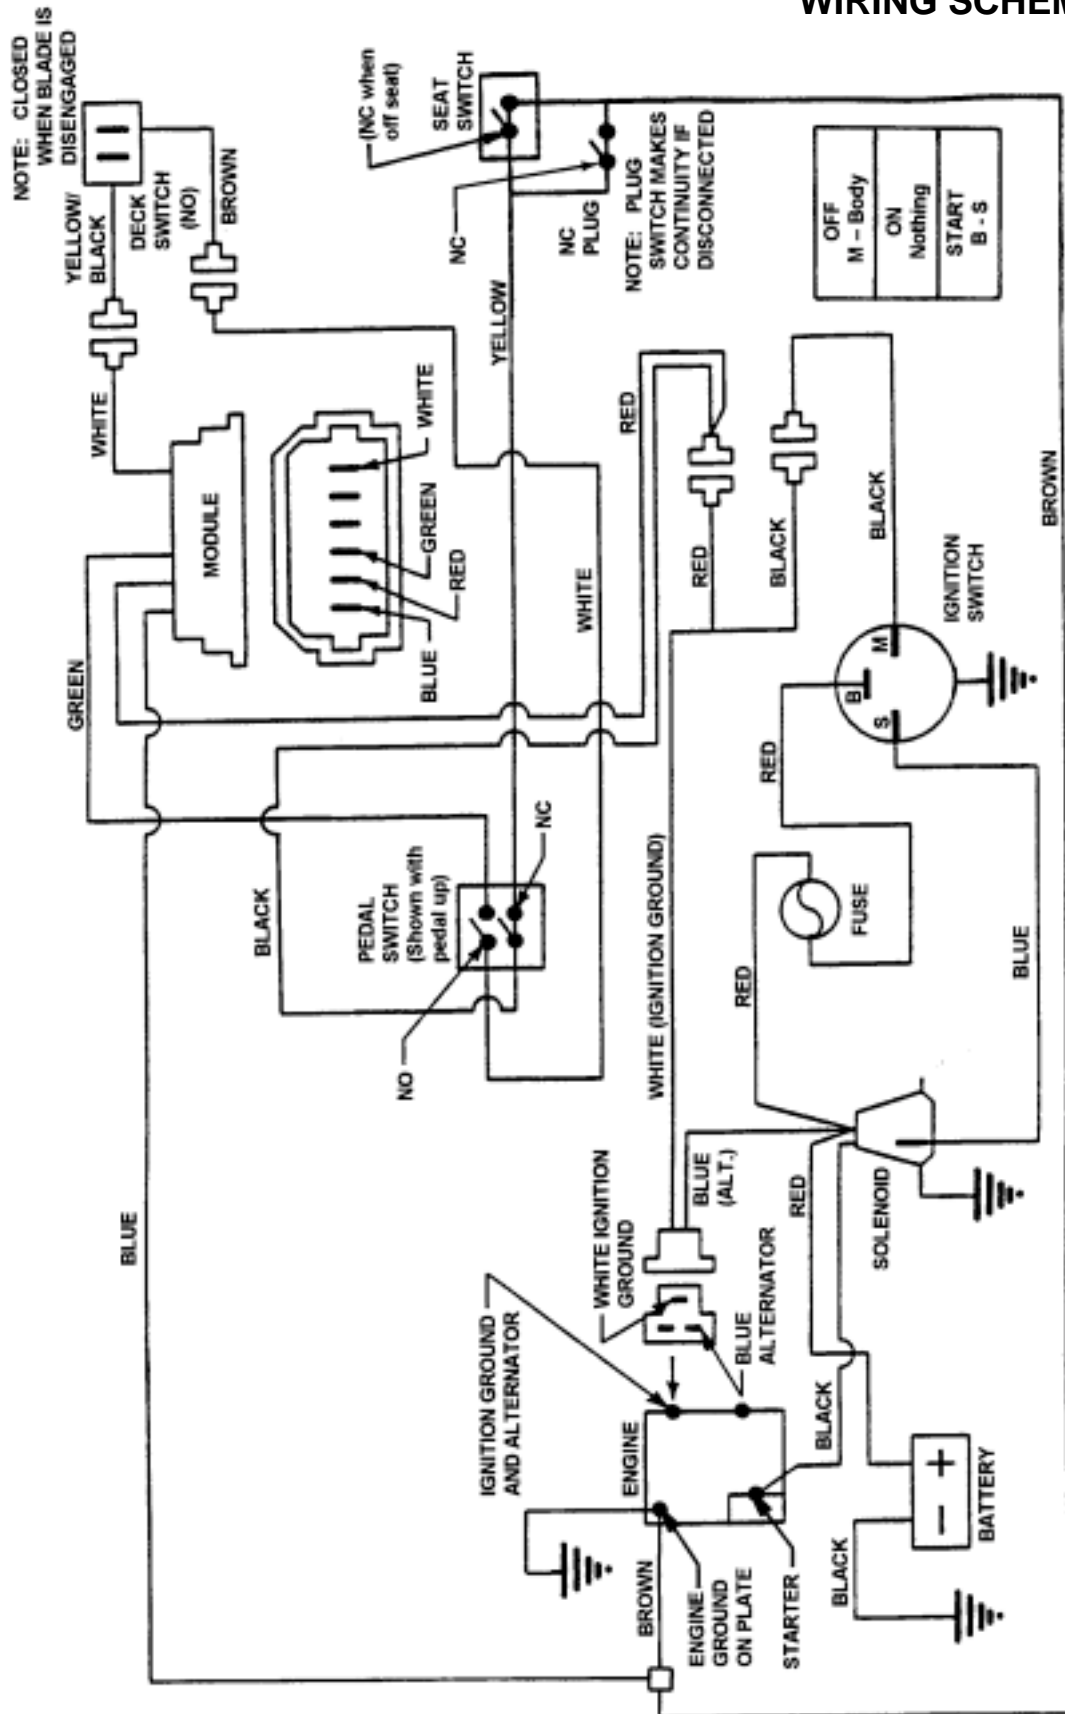 WIRING SCHEM
NOTE: CLOSED
WHEN BLADE IS
DISENGAGED
YELLOW/
BLACK
DECK
SWITCH
(NO)
BROWN
WHITE
MODULE
WHITE
GREEN
RED
BLUE
GREEN
(NC when
off seat)
SEAT
SWITCH
NC
NC
PLUG
NOTE: PLUG
SWITCH MAKES
CONTINUITY IF
DISCONNECTED
YELLOW
OFF
M – Body
ON
Nothing
START
B - S
RED
RED
BLACK
BLACK
WHITE
BROWN
IGNITION
SWITCH
M
B
S
RED
BLACK
PEDAL
SWITCH
(Shown with
pedal up)
NC
NO
WHITE (IGNITION GROUND)
FUSE
RED
BLUE
BLUE
WHITE IGNITION
GROUND
BLUE
(ALT.)
RED
SOLENOID
IGNITION GROUND
AND ALTERNATOR
BLUE
ALTERNATOR
ENGINE
BLACK
BROWN
ENGINE
GROUND
ON PLATE
STARTER
BLACK
+
–
BATTERY